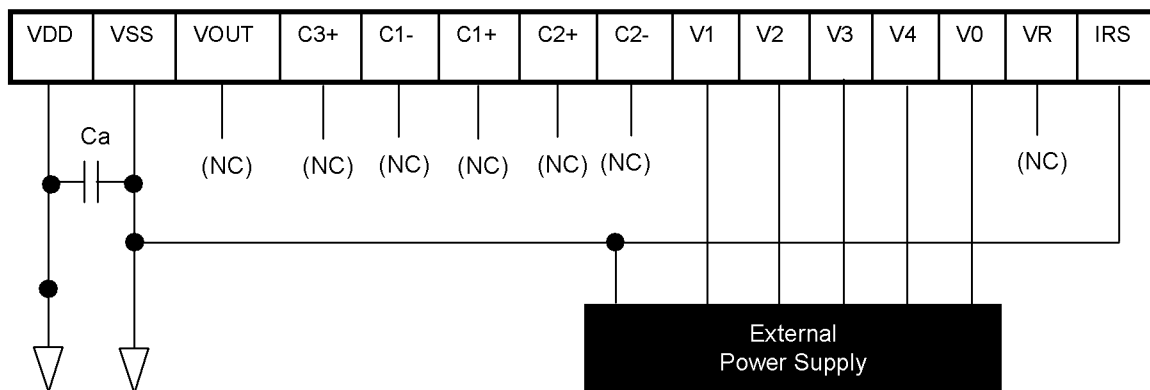 VDD VSS VOUT C3+ C1- C1+ C2+ C2- V1 V2 V3 V4 V0 VR IRS
Ca
(NC) (NC) (NC) (NC) (NC) (NC) (NC)
External
Power Supply